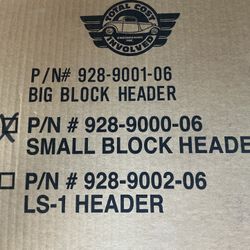 TOTAL COST
INVOLVED
P/N# 928-9001-06
BIG BLOCK HEADER
P/N # 928-9000-06
SMALL BLOCK HEADE
P/N # 928-9002-06
LS-1 HEADER